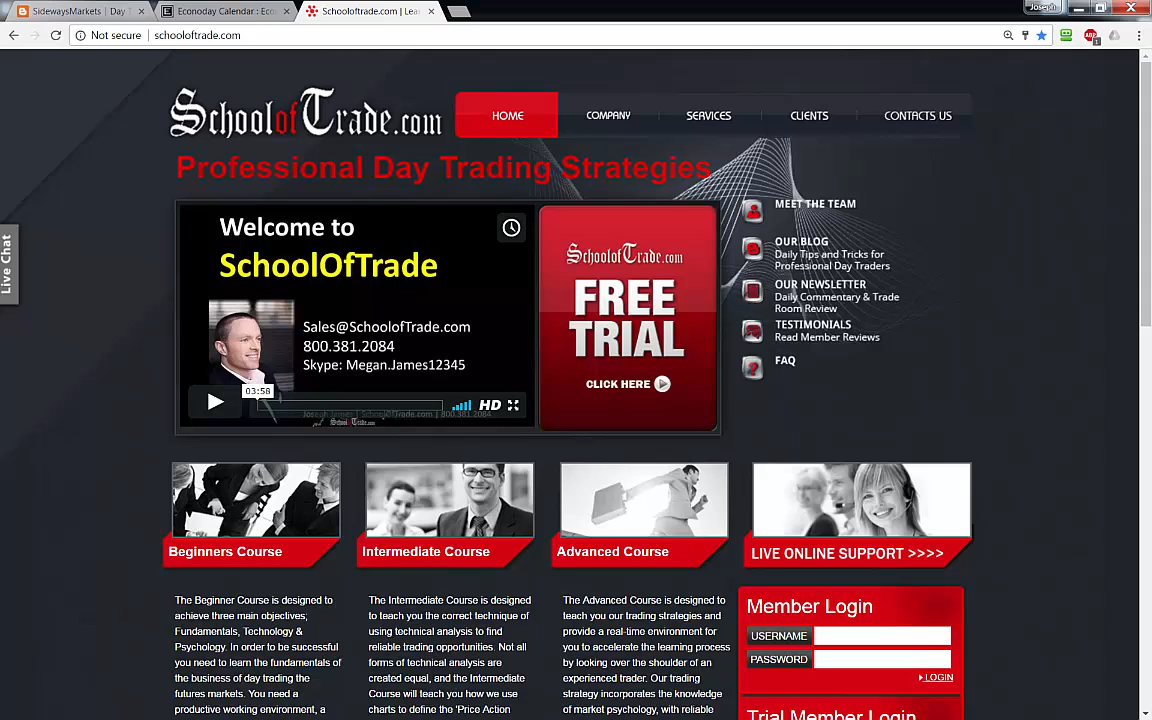 SidewaysMarkets | Day T
Econoday Calendar : Eco
Schooloftrade.com | Lea
Joseph
Not secure
schooloftrade.com
SchoolofTrade.com
HOME
COMPANY
SERVICES
CLIENTS
CONTACTS US
Professional Day Trading Strategies
Live Chat
Welcome to
SchoolOfTrade
Sales@SchoolofTrade.com
800.381.2084
Skype: Megan.James12345
03:58
HD
Joseph James | SchoolOfTrade.com | 800.381.2084
SchoolofTrade.com
FREE
TRIAL
CLICK HERE
MEET THE TEAM
OUR BLOG
Daily Tips and Tricks for
Professional Day Traders
OUR NEWSLETTER
Daily Commentary & Trade
Room Review
TESTIMONIALS
Read Member Reviews
FAQ
Beginners Course
Intermediate Course
Advanced Course
LIVE ONLINE SUPPORT >>>>
The Beginner Course is designed to
achieve three main objectives;
Fundamentals, Technology &
Psychology. In order to be successful
you need to learn the fundamentals of
the business of day trading the
futures markets. You need a
productive working environment, a
The Intermediate Course is designed
to teach you the correct technique of
using technical analysis to find
reliable trading opportunities. Not all
forms of technical analysis are
created equal, and the Intermediate
Course will teach you how we use
charts to define the 'Price Action
The Advanced Course is designed to
teach you our trading strategies and
provide a real-time environment for
you to accelerate the learning process
by looking over the shoulder of an
experienced trader. Our trading
strategy incorporates the knowledge
of market psychology, with reliable
Member Login
USERNAME
PASSWORD
LOGIN
Trial Member Login